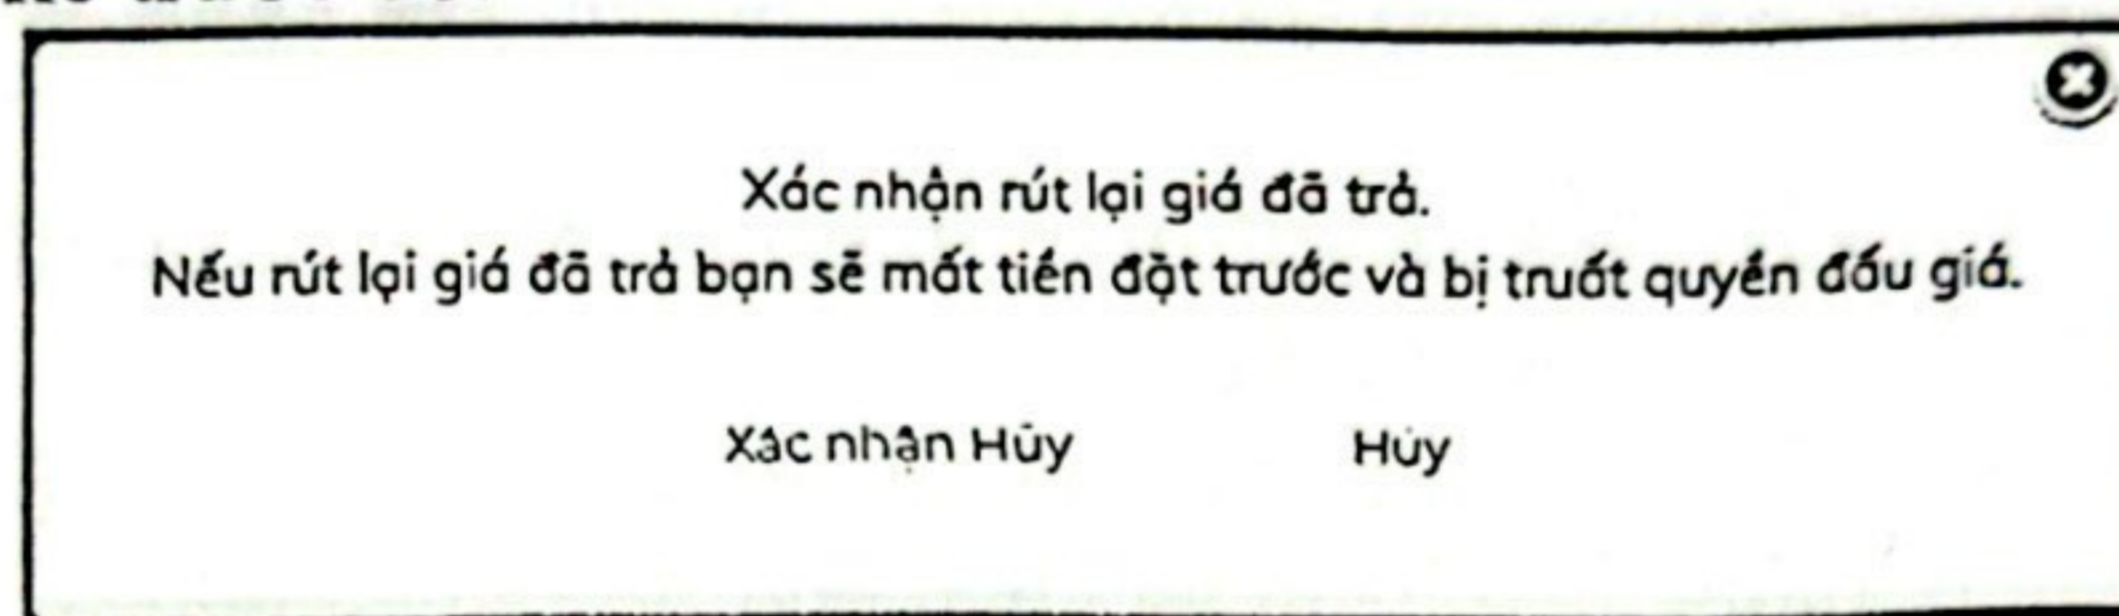 Xác nhận rút lại giá đã trả.
Nếu rút lại giá đã trả bạn sẽ mất tiền đặt trước và bị truất quyền đấu giá.
Xác nhận Hủy Hủy